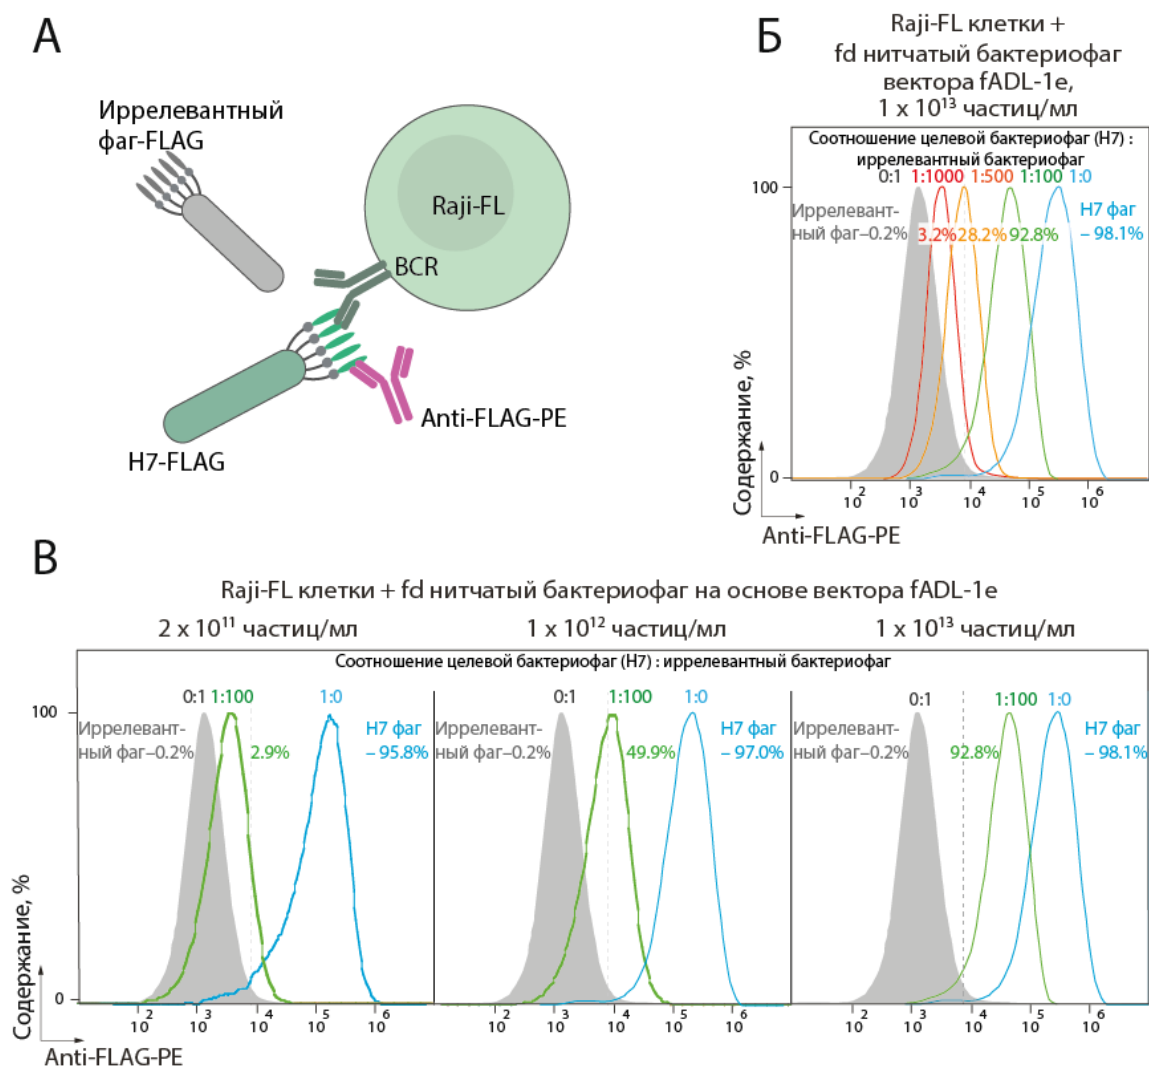 А
Иррелевантный
фаг-FLAG
Raji-FL
BCR
Anti-FLAG-PE
H7-FLAG
Б
Raji-FL клетки +
fd нитчатый бактериофаг
вектора fADL-1e,
1 x 10¹³ частиц/мл
Соотношение целевой бактериофаг (H7) :
иррелевантный бактериофаг
0:1 1:1000 1:500 1:100 1:0
100
Иррелевант-
ный фаг–0.2%
3.2% 28.2% 92.8%
H7 фаг
– 98.1%
Содержание, %
0
10² 10³ 10⁴ 10⁵ 10⁶
Anti-FLAG-PE
В
Raji-FL клетки + fd нитчатый бактериофаг на основе вектора fADL-1e
2 x 10¹¹ частиц/мл 1 x 10¹² частиц/мл 1 x 10¹³ частиц/мл
Соотношение целевой бактериофаг (H7) : иррелевантный бактериофаг
0:1 1:100 1:0
100
Иррелевант-
ный фаг–0.2%
2.9%
H7 фаг
– 95.8%
0:1 1:100 1:0
Иррелевант-
ный фаг–0.2%
49.9%
H7 фаг
– 97.0%
0:1 1:100 1:0
Иррелевант-
ный фаг–0.2%
92.8%
H7 фаг
– 98.1%
Содержание, %
0
10² 10³ 10⁴ 10⁵ 10⁶ 10² 10³ 10⁴ 10⁵ 10⁶ 10² 10³ 10⁴ 10⁵ 10⁶
Anti-FLAG-PE